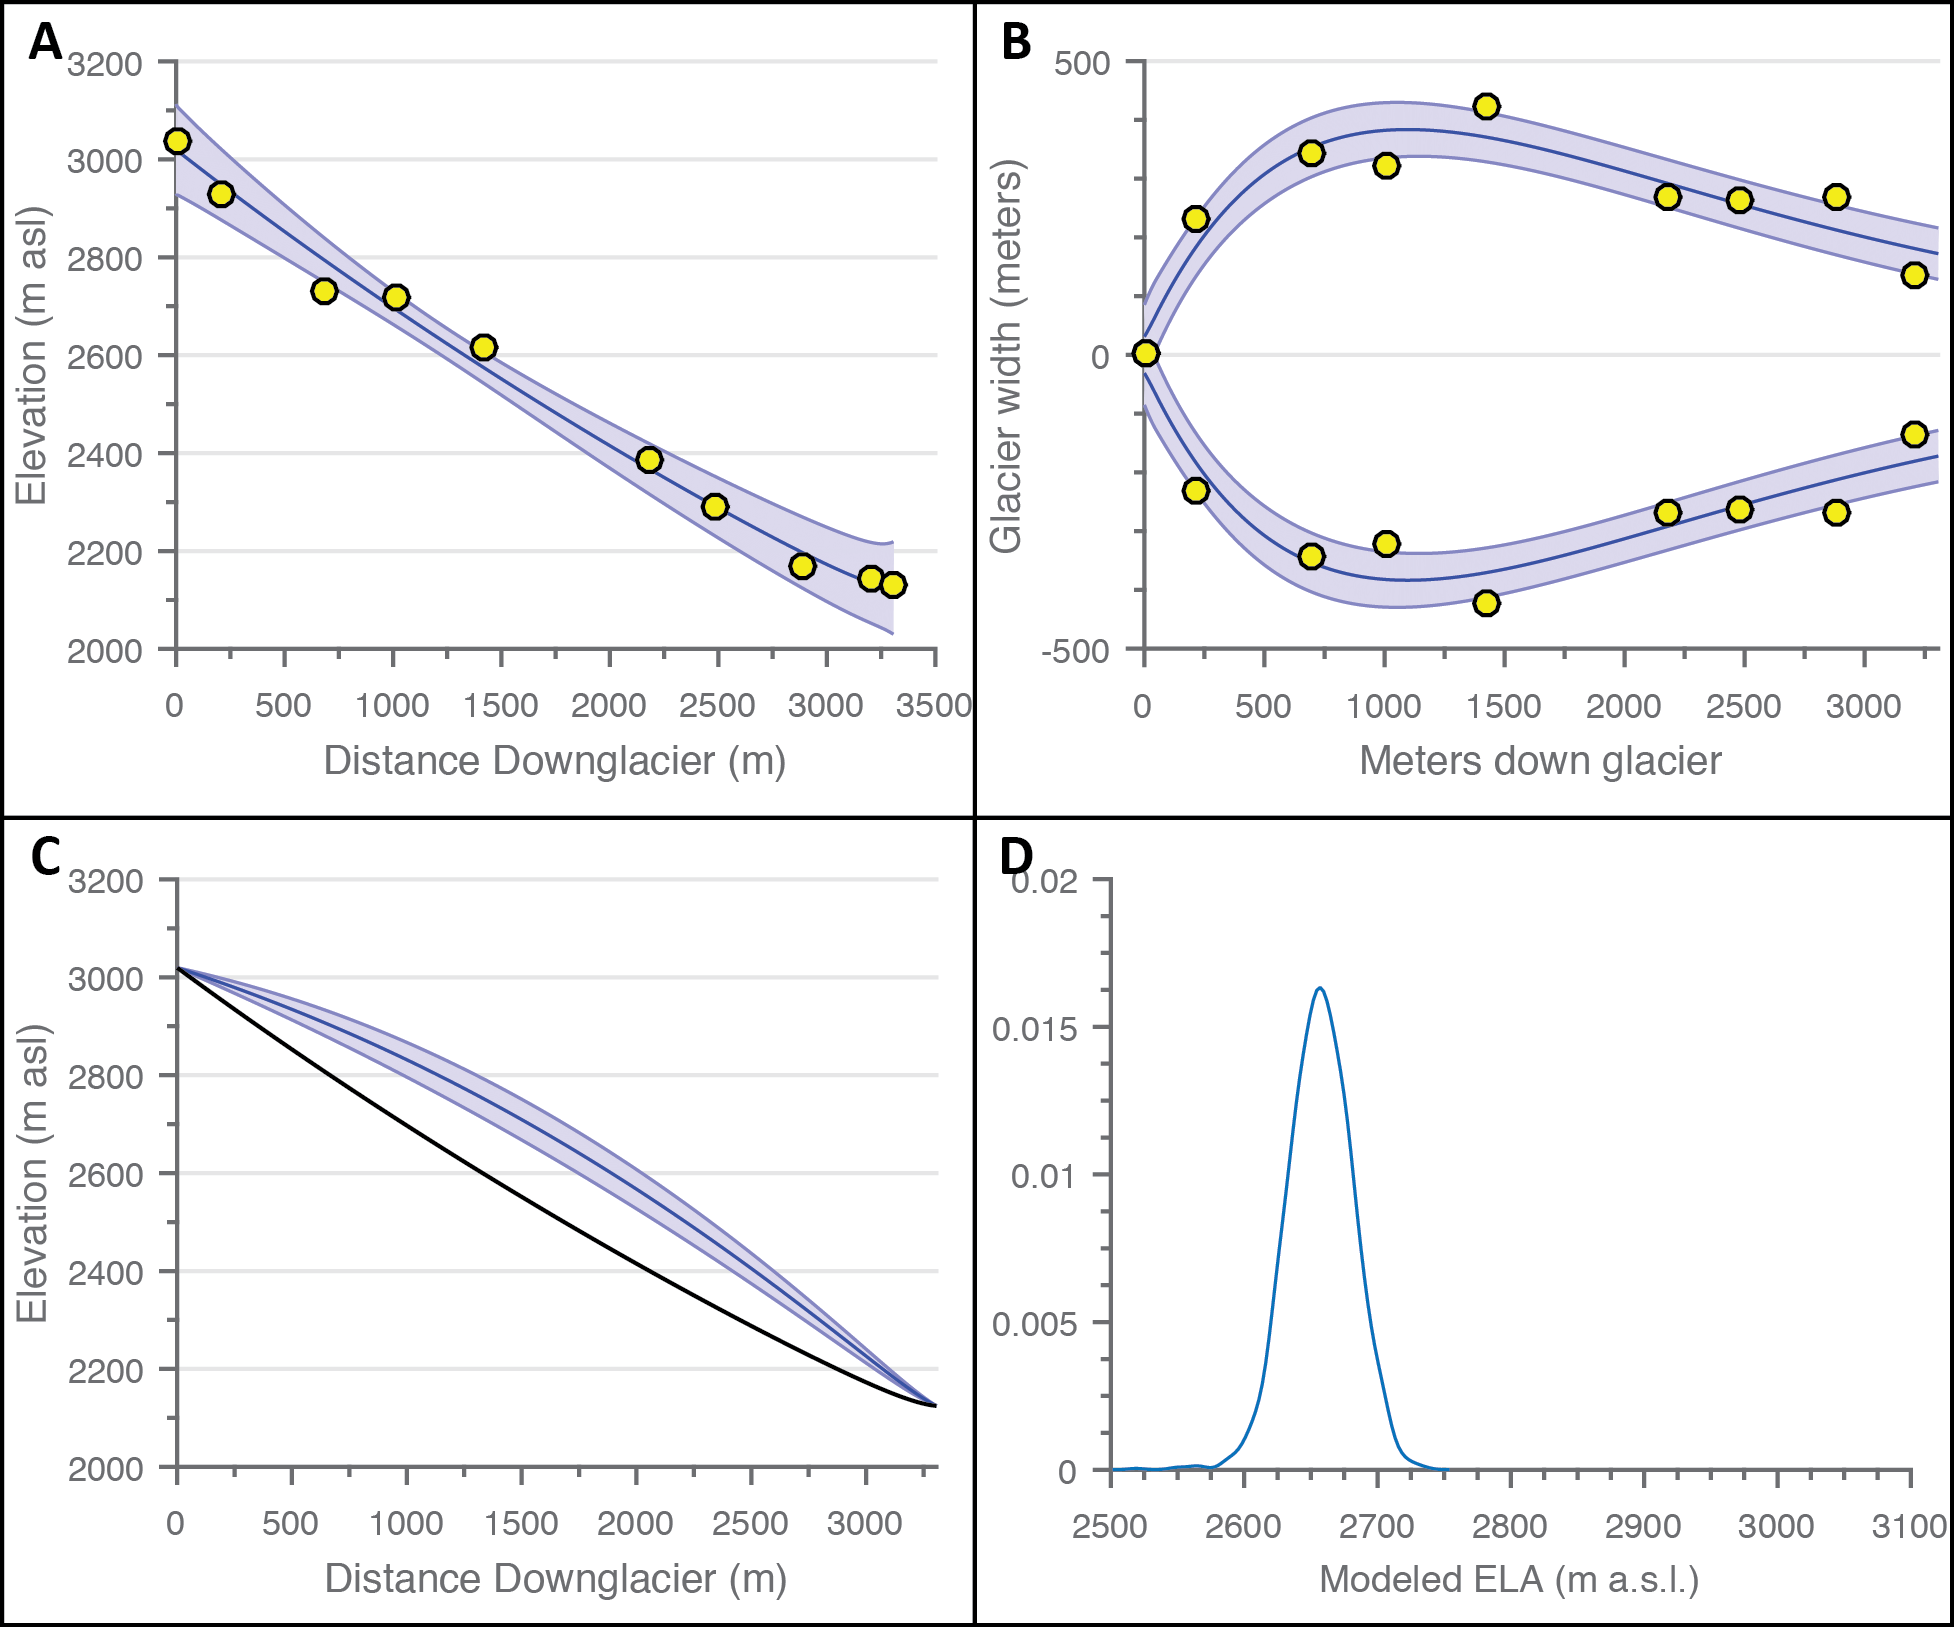 A
3200
3000
2800
2600
2400
2200
2000
Elevation (m asl)
0 500 1000 1500 2000 2500 3000 3500
Distance Downglacier (m)
B
500
0
-500
Glacier width (meters)
0 500 1000 1500 2000 2500 3000
Meters down glacier
C
3200
3000
2800
2600
2400
2200
2000
Elevation (m asl)
0 500 1000 1500 2000 2500 3000
Distance Downglacier (m)
D
0.02
0.015
0.01
0.005
0
2500 2600 2700 2800 2900 3000 3100
Modeled ELA (m a.s.l.)